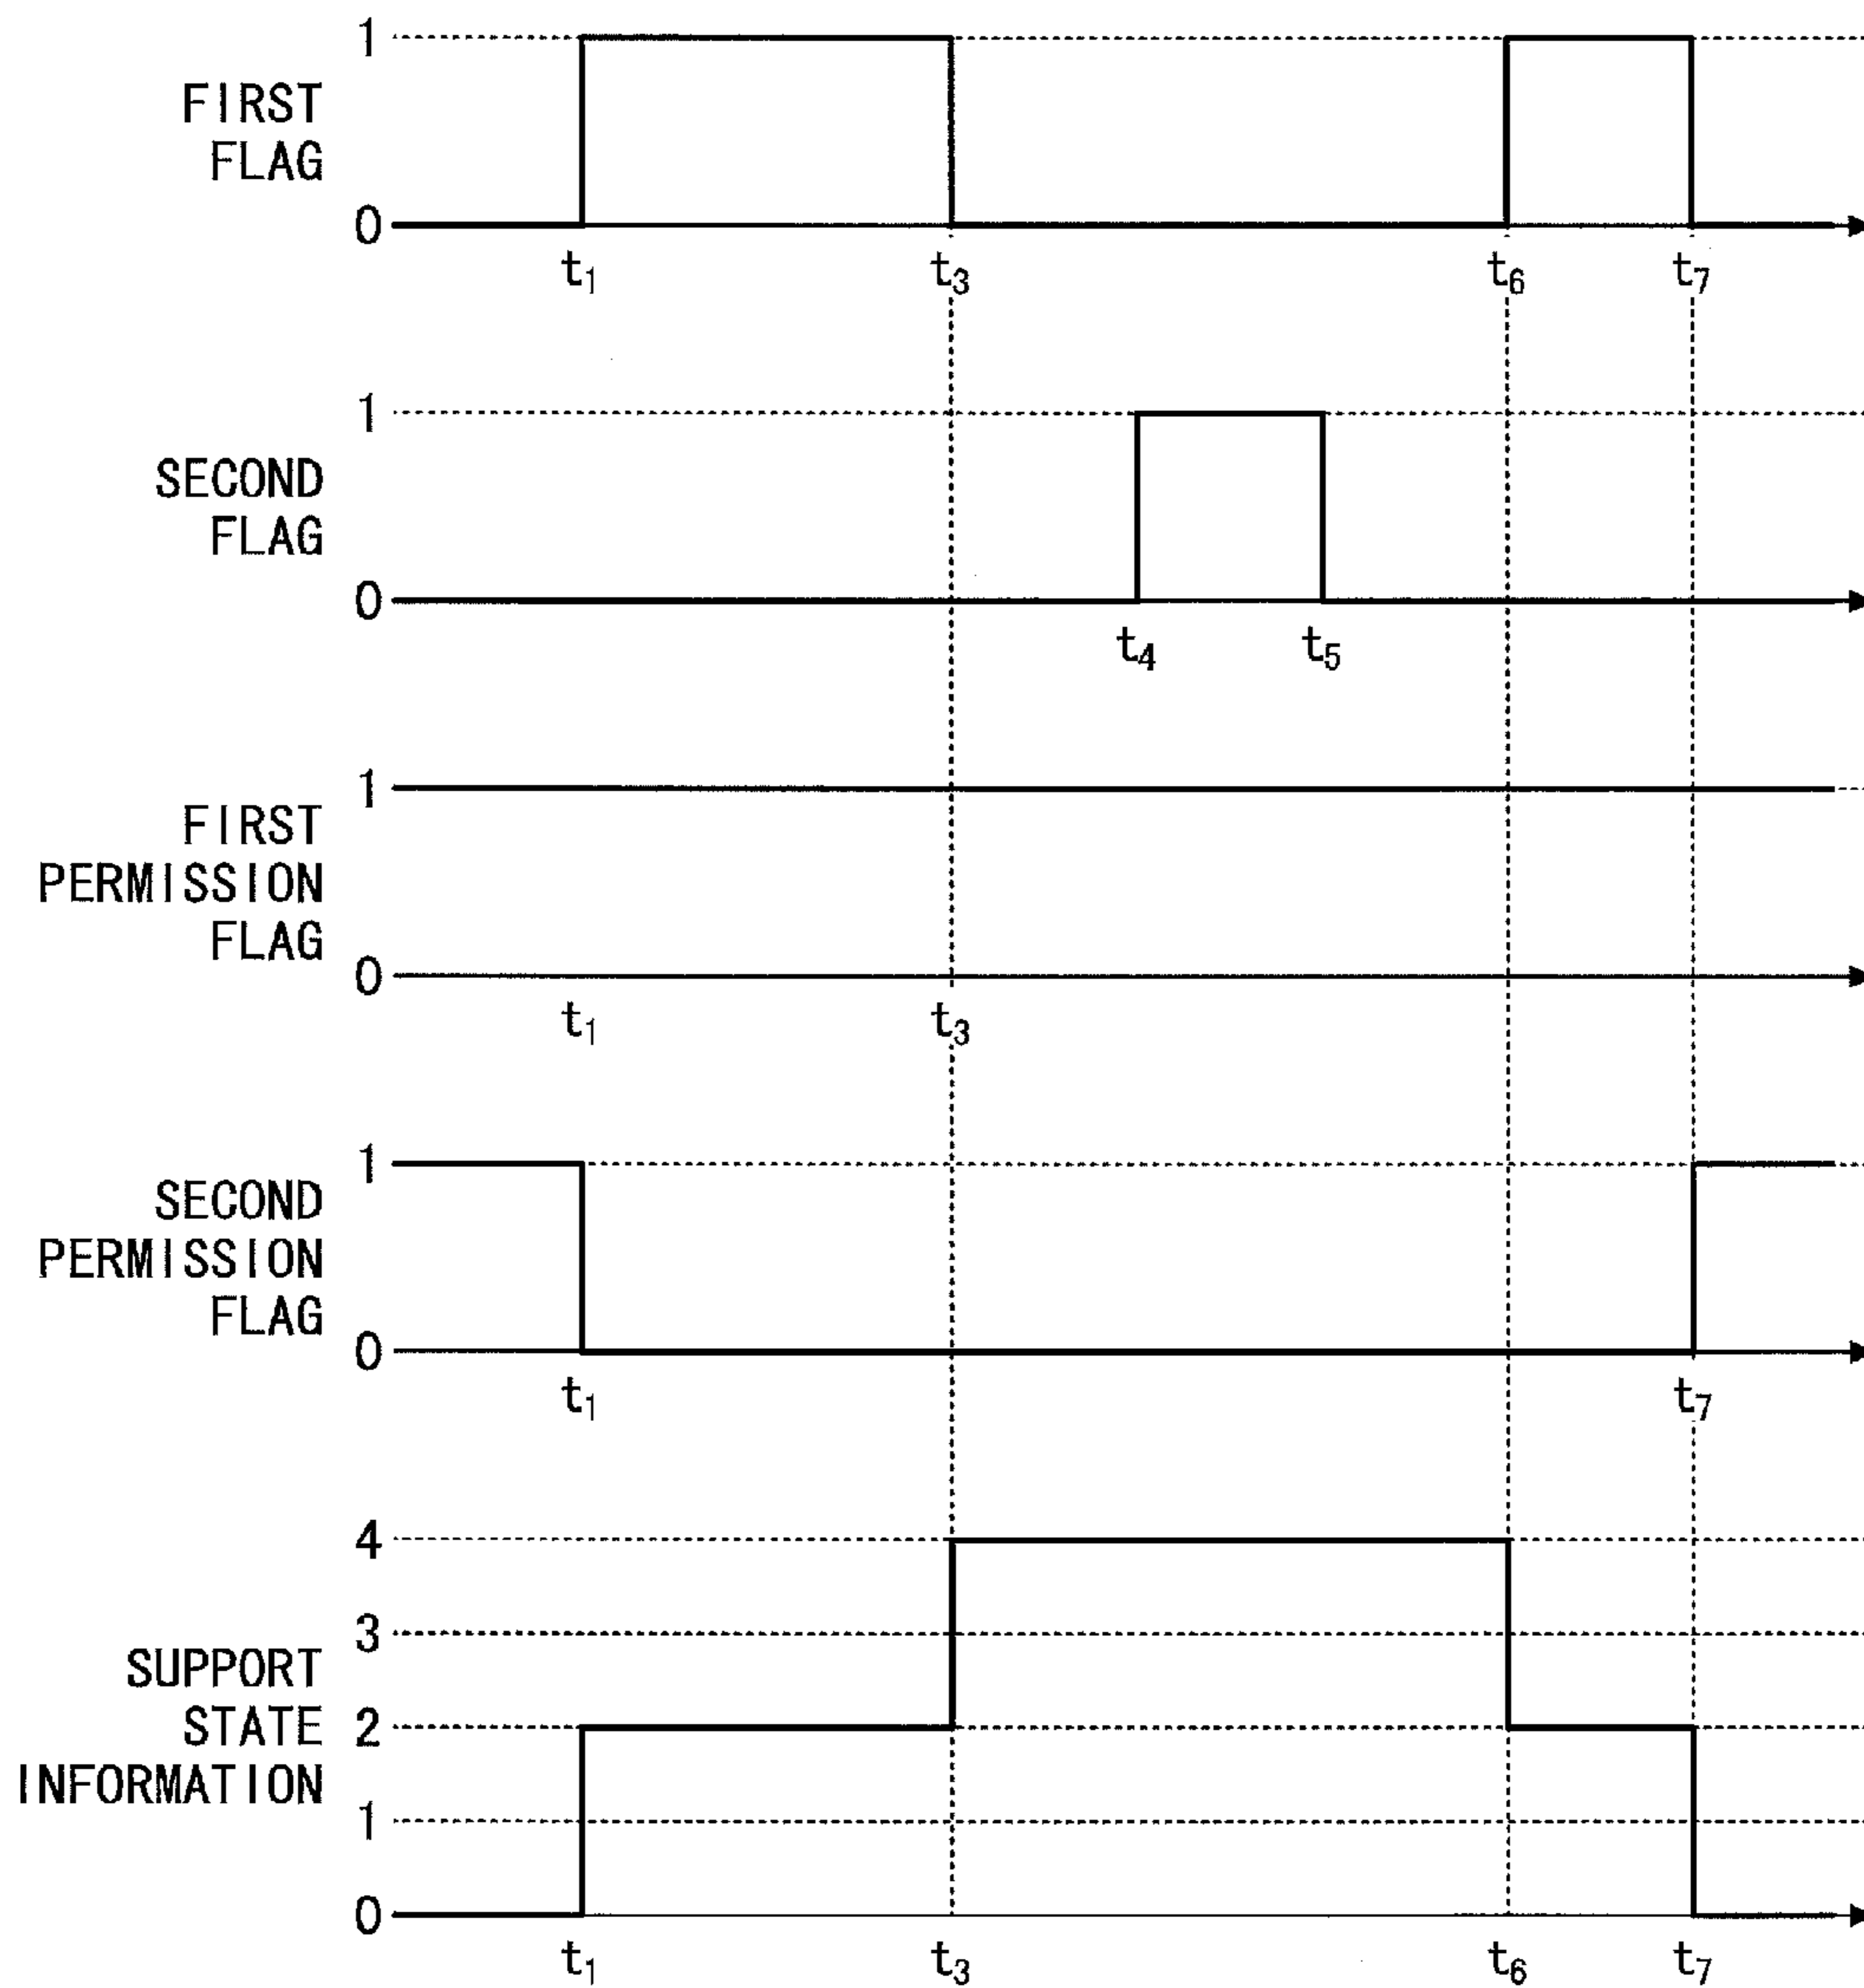 1
FIRST
FLAG
0
t₁ t₃ t₆ t₇
1
SECOND
FLAG
0
t₄ t₅
1
FIRST
PERMISSION
FLAG
0
t₁ t₃
1
SECOND
PERMISSION
FLAG
0
t₁ t₇
4
3
SUPPORT
STATE
2
INFORMATION
1
0
t₁ t₃ t₆ t₇